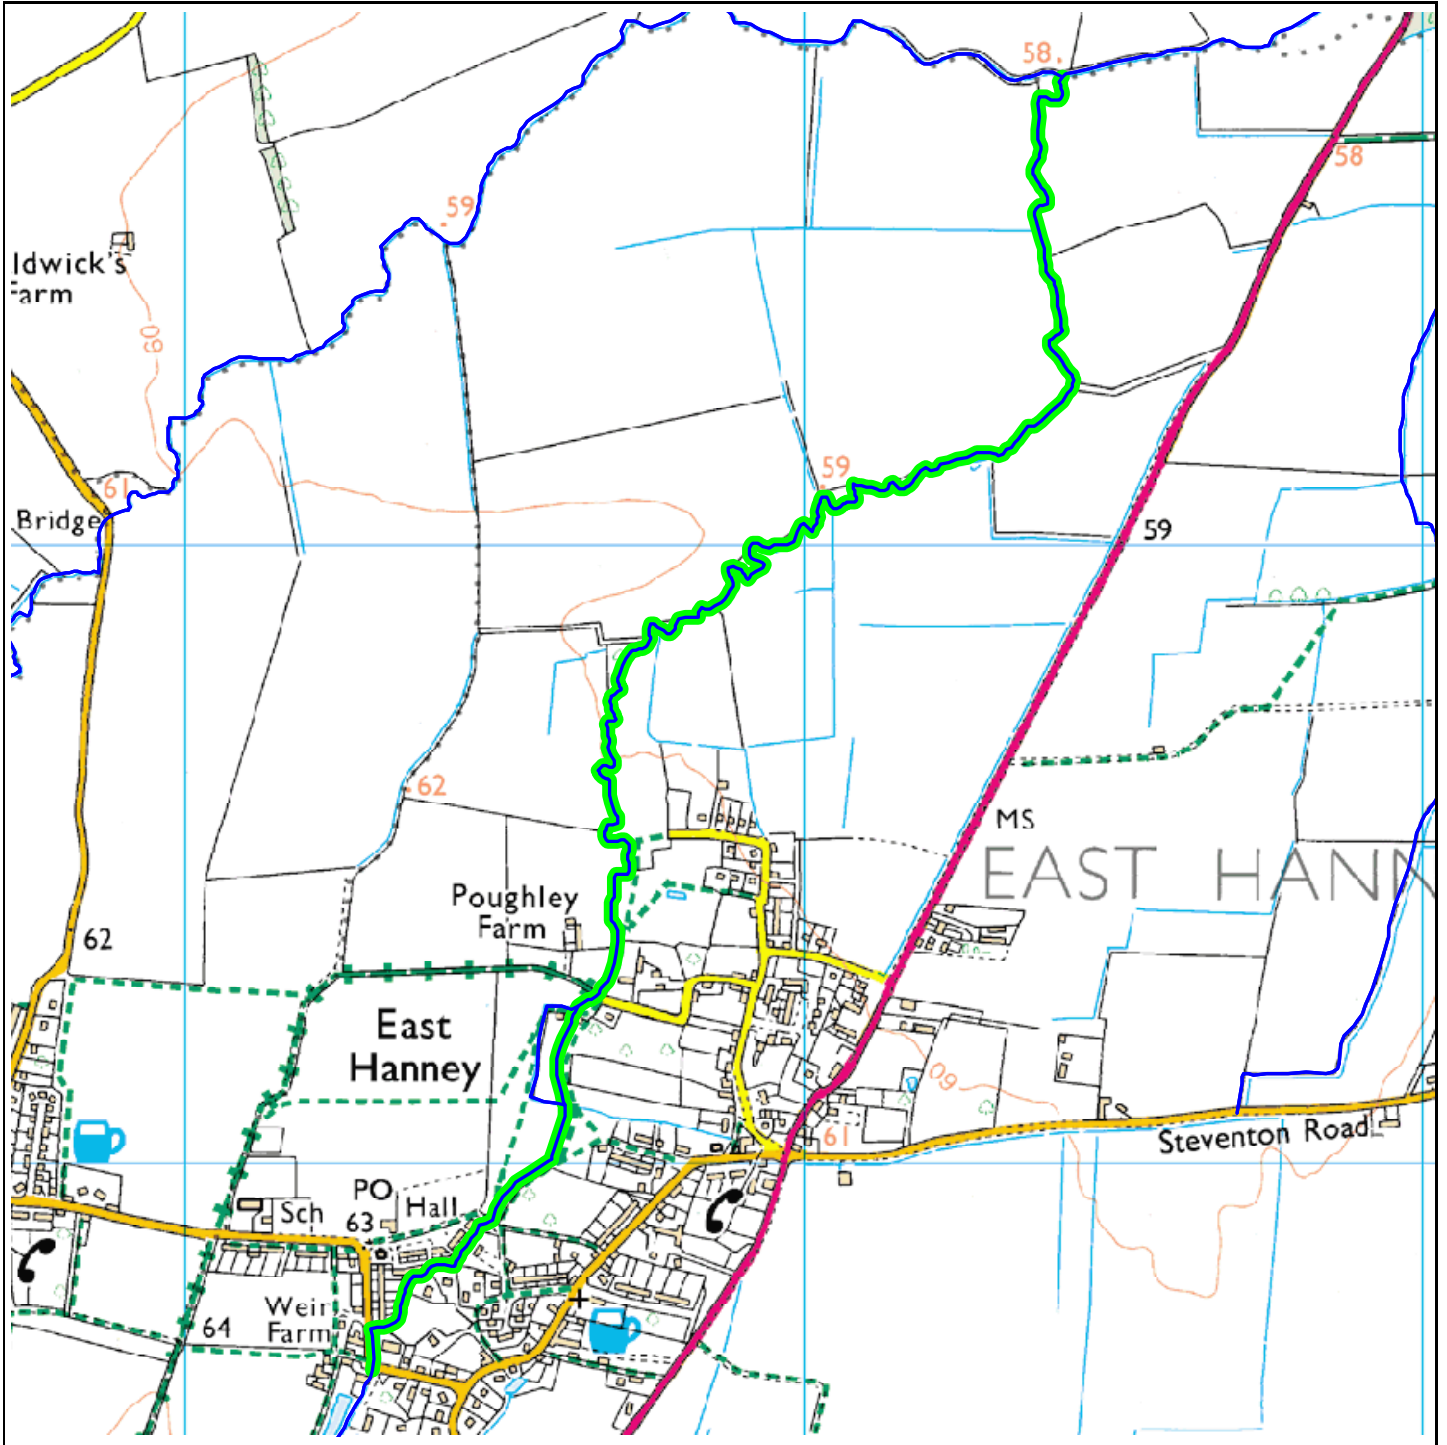 58
58
59
ldwick's
Farm
60
61
59
Bridge
59
62
MS
EAST HANN
Poughley
Farm
62
East
Hanney
60
61
Steventon Road
PO
Hall
Sch
63
Weir
Farm
64